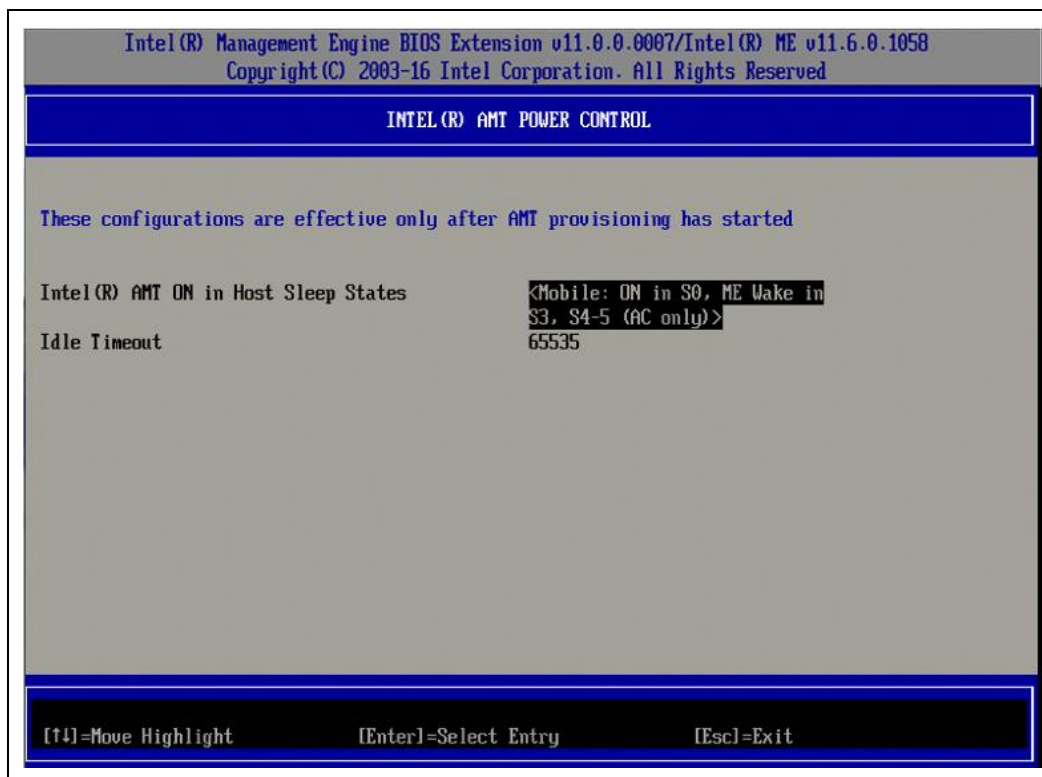 Intel(R) Management Engine BIOS Extension v11.0.0.0007/Intel(R) ME v11.6.0.1058
Copyright(C) 2003-16 Intel Corporation. All Rights Reserved
INTEL(R) AMT POWER CONTROL
These configurations are effective only after AMT provisioning has started
Intel(R) AMT ON in Host Sleep States <Mobile: ON in S0, ME Wake in
S3, S4-5 (AC only)>
Idle Timeout 65535
[↑↓]=Move Highlight [Enter]=Select Entry [Esc]=Exit